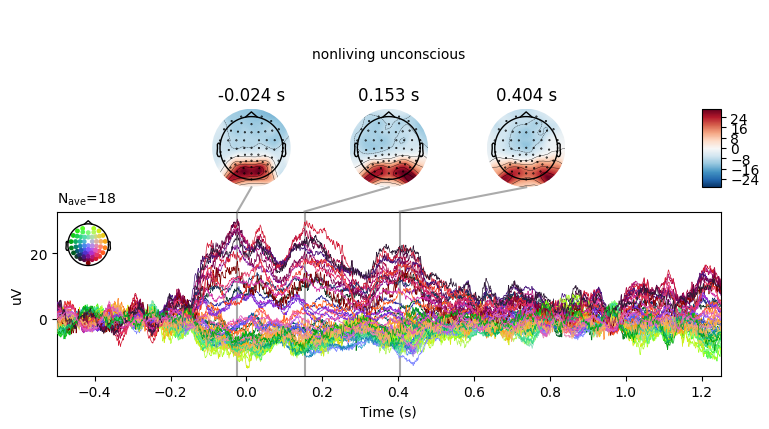 nonliving unconscious
-0.024 s 0.153 s 0.404 s
24
16
8
0
−8
−16
−24
Nave=18
20
0
uV
−0.4 −0.2 0.0 0.2 0.4 0.6 0.8 1.0 1.2
Time (s)